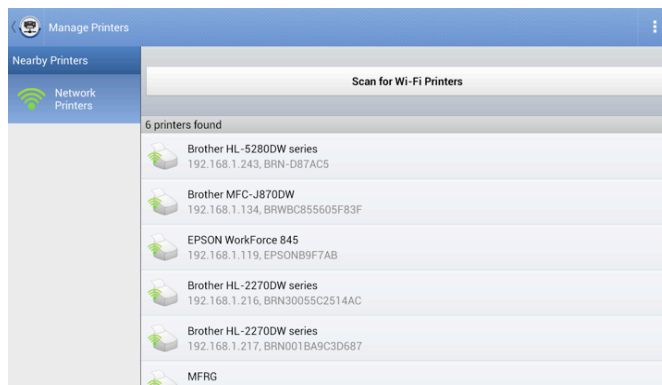 Manage Printers
Nearby Printers
Network
Printers
Scan for Wi-Fi Printers
6 printers found
Brother HL-5280DW series
192.168.1.243, BRN-D87AC5
Brother MFC-J870DW
192.168.1.134, BRWBC855605F83F
EPSON WorkForce 845
192.168.1.119, EPSONB9F7AB
Brother HL-2270DW series
192.168.1.216, BRN30055C2514AC
Brother HL-2270DW series
192.168.1.217, BRN001BA9C3D687
MFRG